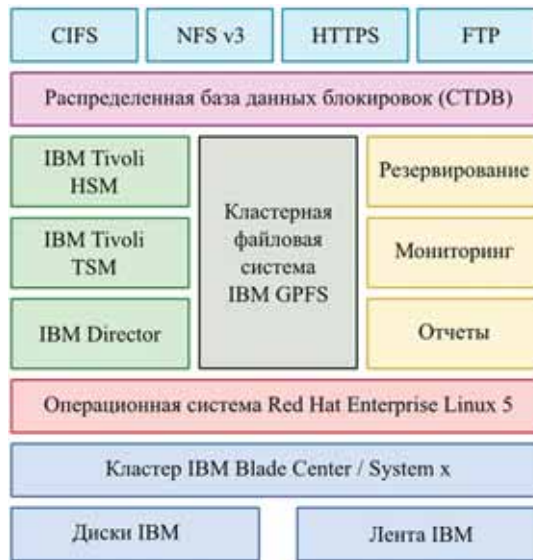 CIFS
NFS v3
HTTPS
FTP
Распределенная база данных блокировок (CTDB)
IBM Tivoli
HSM
IBM Tivoli
TSM
IBM Director
Кластерная
файловая
система
IBM GPFS
Резервирование
Мониторинг
Отчеты
Операционная система Red Hat Enterprise Linux 5
Кластер IBM Blade Center / System x
Диски IBM
Лента IBM